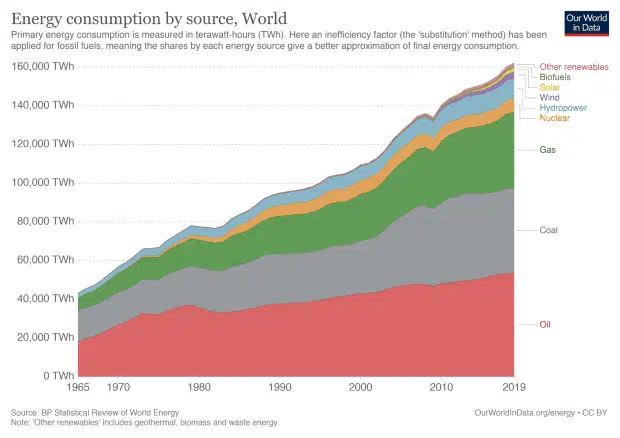 Energy consumption by source, World
Our World
in Data
Primary energy consumption is measured in terawatt-hours (TWh). Here an inefficiency factor (the 'substitution' method) has been
applied for fossil fuels, meaning the shares by each energy source give a better approximation of final energy consumption.
160,000 TWh
140,000 TWh
120,000 TWh
100,000 TWh
80,000 TWh
60,000 TWh
40,000 TWh
20,000 TWh
0 TWh
Other renewables
Biofuels
Solar
Wind
Hydropower
Nuclear
Gas
Coal
Oil
1965 1970 1980 1990 2000 2010 2019
Source: BP Statistical Review of World Energy
OurWorldInData.org/energy • CC BY
Note: 'Other renewables' includes geothermal, biomass and waste energy.